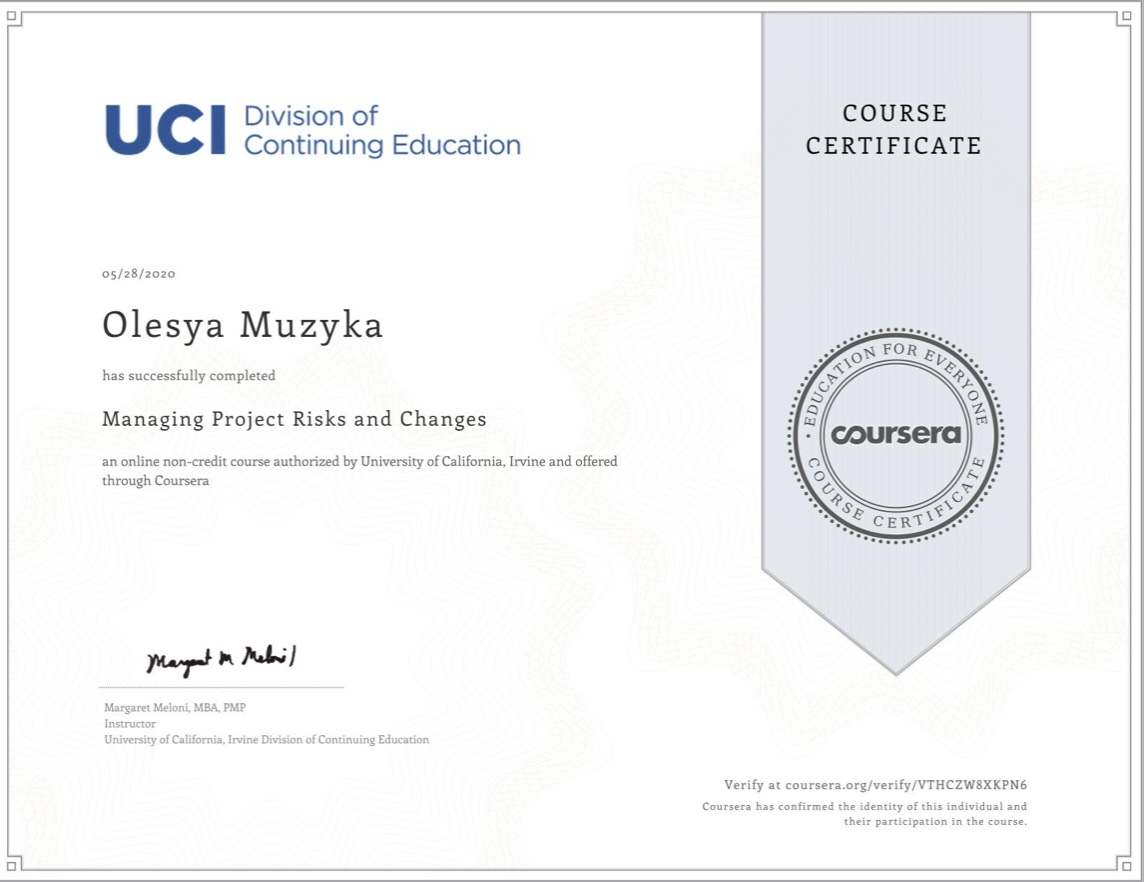 UCI Division of
Continuing Education
COURSE
CERTIFICATE
05/28/2020
Olesya Muzyka
has successfully completed
Managing Project Risks and Changes
an online non-credit course authorized by University of California, Irvine and offered
through Coursera
EDUCATION FOR EVERYONE
coursera
COURSE CERTIFICATE
Margaret M Meloni
Margaret Meloni, MBA, PMP
Instructor
University of California, Irvine Division of Continuing Education
Verify at coursera.org/verify/VTHCZW8XKPN6
Coursera has confirmed the identity of this individual and
their participation in the course.